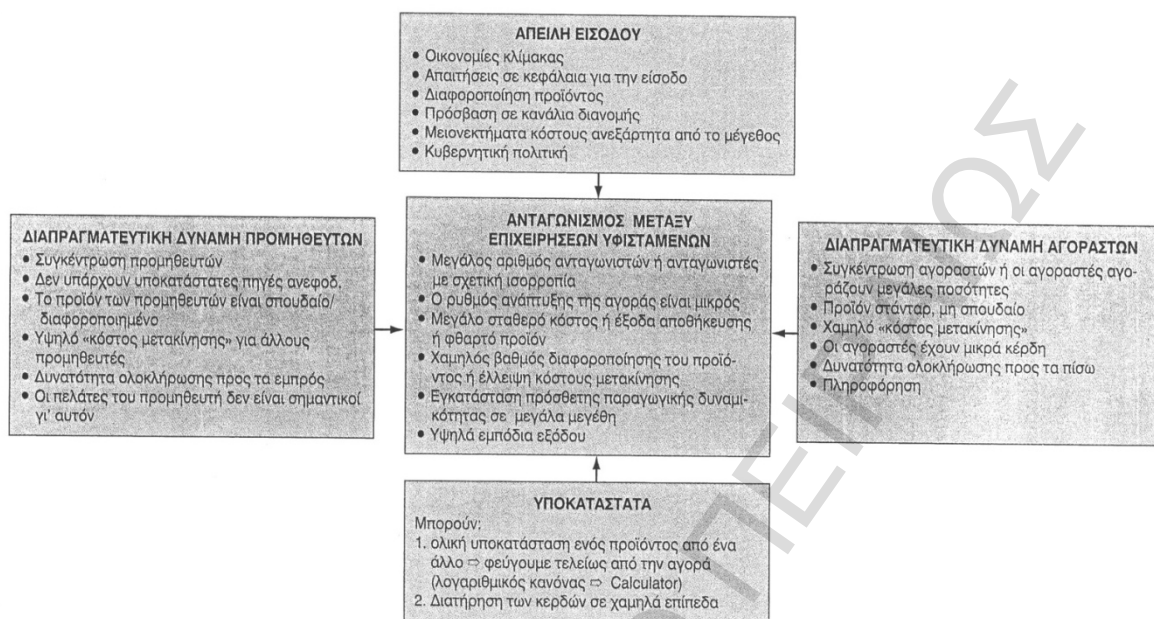 ΑΠΕΙΛΗ ΕΙΣΟΔΟΥ
• Οικονομίες κλίμακας
• Απαιτήσεις σε κεφάλαια για την είσοδο
• Διαφοροποίηση προϊόντος
• Πρόσβαση σε κανάλια διανομής
• Μειονεκτήματα κόστους ανεξάρτητα από το μέγεθος
• Κυβερνητική πολιτική
ΔΙΑΠΡΑΓΜΑΤΕΥΤΙΚΗ ΔΥΝΑΜΗ ΠΡΟΜΗΘΕΥΤΩΝ
• Συγκέντρωση προμηθευτών
• Δεν υπάρχουν υποκατάστατες πηγές ανεφοδ.
• Το προϊόν των προμηθευτών είναι σπουδαίο/
διαφοροποιημένο
• Υψηλό «κόστος μετακίνησης» για άλλους
προμηθευτές
• Δυνατότητα ολοκλήρωσης προς τα εμπρός
• Οι πελάτες του προμηθευτή δεν είναι σημαντικοί
γι' αυτόν
ΑΝΤΑΓΩΝΙΣΜΟΣ ΜΕΤΑΞΥ
ΕΠΙΧΕΙΡΗΣΕΩΝ ΥΦΙΣΤΑΜΕΝΩΝ
• Μεγάλος αριθμός ανταγωνιστών ή ανταγωνιστές
με σχετική ισορροπία
• Ο ρυθμός ανάπτυξης της αγοράς είναι μικρός
• Μεγάλο σταθερό κόστος ή έξοδα αποθήκευσης
ή φθαρτό προϊόν
• Χαμηλός βαθμός διαφοροποίησης του προϊό-
ντος ή έλλειψη κόστους μετακίνησης
• Εγκατάσταση πρόσθετης παραγωγικής δυναμι-
κότητας σε μεγάλα μεγέθη
• Υψηλά εμπόδια εξόδου
ΔΙΑΠΡΑΓΜΑΤΕΥΤΙΚΗ ΔΥΝΑΜΗ ΑΓΟΡΑΣΤΩΝ
• Συγκέντρωση αγοραστών ή οι αγοραστές αγο-
ράζουν μεγάλες ποσότητες
• Προϊόν στάνταρ, μη σπουδαίο
• Χαμηλό «κόστος μετακίνησης»
• Οι αγοραστές έχουν μικρά κέρδη
• Δυνατότητα ολοκλήρωσης προς τα πίσω
• Πληροφόρηση
ΥΠΟΚΑΤΑΣΤΑΤΑ
Μπορούν:
1. ολική υποκατάσταση ενός προϊόντος από ένα
άλλο ⇨ φεύγουμε τελείως από την αγορά
(λογαριθμικός κανόνας ⇨ Calculator)
2. Διατήρηση των κερδών σε χαμηλά επίπεδα